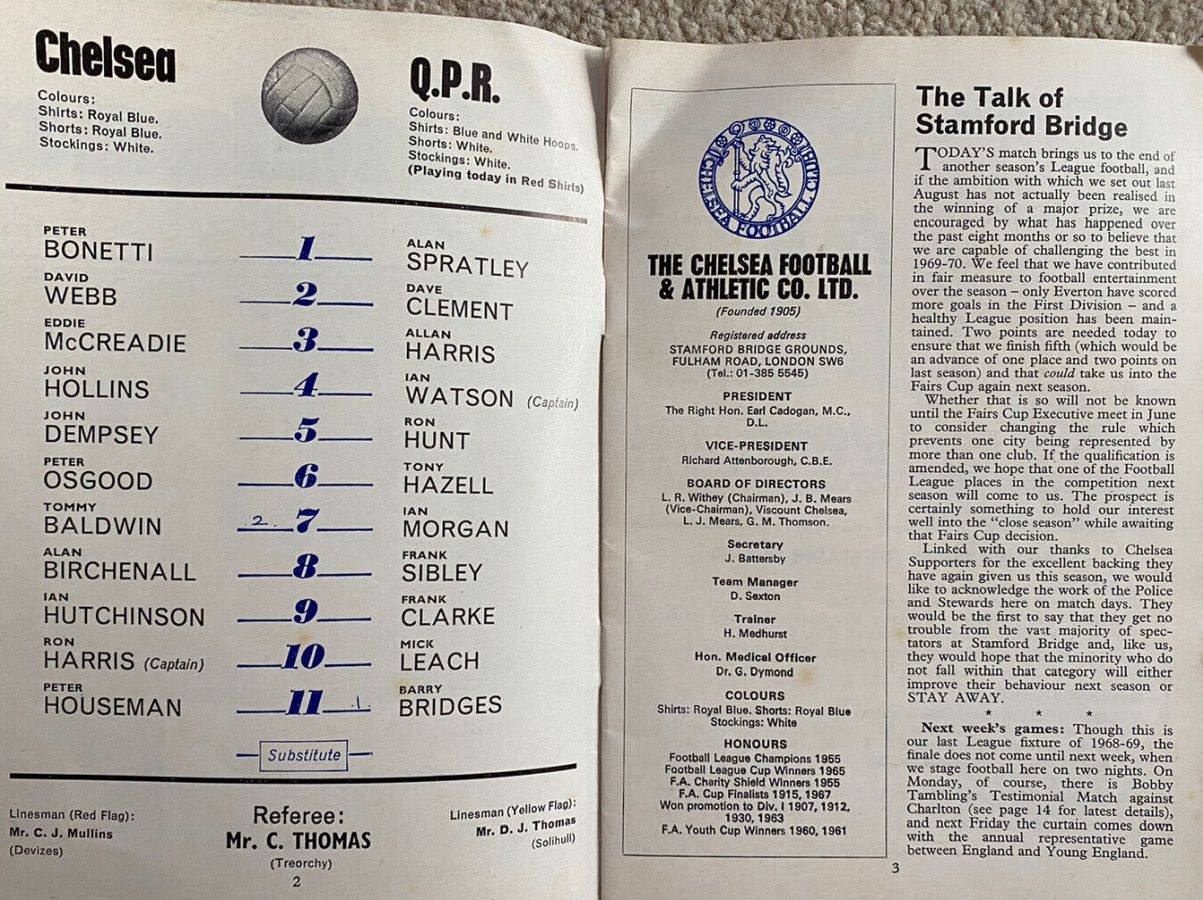 Chelsea
Colours:
Shirts: Royal Blue.
Shorts: Royal Blue.
Stockings: White.
Q.P.R.
Colours:
Shirts: Blue and White Hoops.
Shorts: White.
Stockings: White.
(Playing today in Red Shirts)
PETER BONETTI 1 ALAN SPRATLEY
DAVID WEBB 2 DAVE CLEMENT
EDDIE McCREADIE 3 ALLAN HARRIS
JOHN HOLLINS 4 IAN WATSON (Captain)
JOHN DEMPSEY 5 RON HUNT
PETER OSGOOD 6 TONY HAZELL
TOMMY BALDWIN 2. 7 IAN MORGAN
ALAN BIRCHENALL 8 FRANK SIBLEY
IAN HUTCHINSON 9 FRANK CLARKE
RON HARRIS (Captain) 10 MICK LEACH
PETER HOUSEMAN 11 .1. BARRY BRIDGES
Substitute
Linesman (Red Flag):
Mr. C. J. Mullins
(Devizes)
Referee:
Mr. C. THOMAS
(Treorchy)
Linesman (Yellow Flag):
Mr. D. J. Thomas
(Solihull)
2
CHELSEA FOOTBALL CLUB
THE CHELSEA FOOTBALL
& ATHLETIC CO. LTD.
(Founded 1905)
Registered address
STAMFORD BRIDGE GROUNDS,
FULHAM ROAD, LONDON SW6
(Tel.: 01-385 5545)
PRESIDENT
The Right Hon. Earl Cadogan, M.C.,
D.L.
VICE-PRESIDENT
Richard Attenborough, C.B.E.
BOARD OF DIRECTORS
L. R. Withey (Chairman), J. B. Mears
(Vice-Chairman), Viscount Chelsea,
L. J. Mears, G. M. Thomson.
Secretary
J. Battersby
Team Manager
D. Sexton
Trainer
H. Medhurst
Hon. Medical Officer
Dr. G. Dymond
COLOURS
Shirts: Royal Blue. Shorts: Royal Blue
Stockings: White
HONOURS
Football League Champions 1955
Football League Cup Winners 1965
F.A. Charity Shield Winners 1955
F.A. Cup Finalists 1915, 1967
Won promotion to Div. I 1907, 1912,
1930, 1963
F.A. Youth Cup Winners 1960, 1961
The Talk of
Stamford Bridge
TODAY'S match brings us to the end of
another season's League football, and
if the ambition with which we set out last
August has not actually been realised in
the winning of a major prize, we are
encouraged by what has happened over
the past eight months or so to believe that
we are capable of challenging the best in
1969-70. We feel that we have contributed
in fair measure to football entertainment
over the season – only Everton have scored
more goals in the First Division – and a
healthy League position has been main-
tained. Two points are needed today to
ensure that we finish fifth (which would be
an advance of one place and two points on
last season) and that could take us into the
Fairs Cup again next season.
Whether that is so will not be known
until the Fairs Cup Executive meet in June
to consider changing the rule which
prevents one city being represented by
more than one club. If the qualification is
amended, we hope that one of the Football
League places in the competition next
season will come to us. The prospect is
certainly something to hold our interest
well into the “close season” while awaiting
that Fairs Cup decision.
Linked with our thanks to Chelsea
Supporters for the excellent backing they
have again given us this season, we would
like to acknowledge the work of the Police
and Stewards here on match days. They
would be the first to say that they get no
trouble from the vast majority of spec-
tators at Stamford Bridge and, like us,
they would hope that the minority who do
not fall within that category will either
improve their behaviour next season or
STAY AWAY.
★ ★ ★
Next week's games: Though this is
our last League fixture of 1968-69, the
finale does not come until next week, when
we stage football here on two nights. On
Monday, of course, there is Bobby
Tambling's Testimonial Match against
Charlton (see page 14 for latest details),
and next Friday the curtain comes down
with the annual representative game
between England and Young England.
3